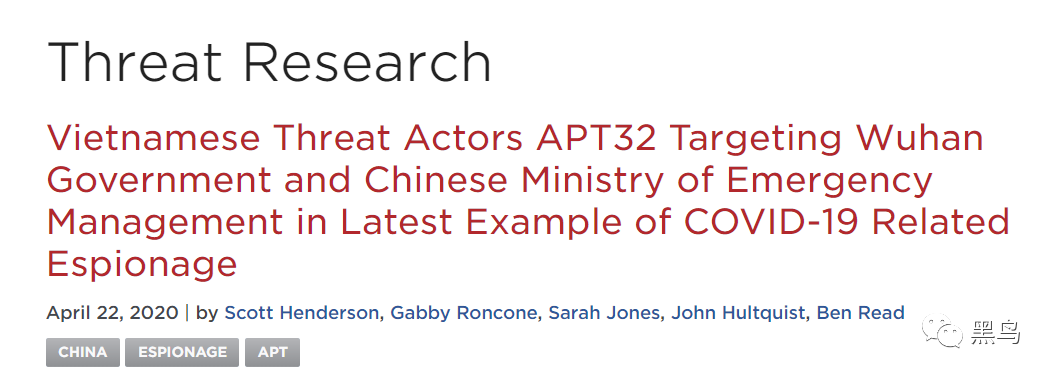 Threat Research
Vietnamese Threat Actors APT32 Targeting Wuhan
Government and Chinese Ministry of Emergency
Management in Latest Example of COVID-19 Related
Espionage
April 22, 2020 | by Scott Henderson, Gabby Roncone, Sarah Jones, John Hultquist, Ben Read
CHINA ESPIONAGE APT
黑鸟